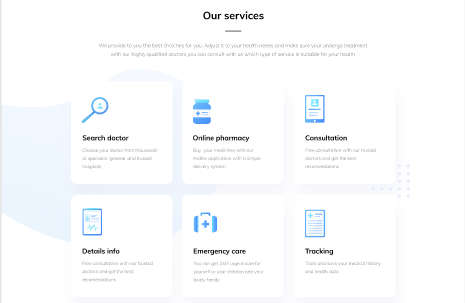 Our services
We provide to you the best choiches for you. Adjust it to your health needs and make sure your undergo treatment
with our highly qualified doctors you can consult with us which type of service is suitable for your health
Search doctor
Choose your doctor from thousands
of specialist, general, and trusted
hospitals
Online pharmacy
Buy your medicines with our
mobile application with a simple
delivery system
Consultation
Free consultation with our trusted
doctors and get the best
recomendations
Details info
Free consultation with our trusted
doctors and get the best
recomendations
Emergency care
You can get 24/7 urgent care for
yourself or your children and your
lovely family
Tracking
Track and save your medical history
and health data